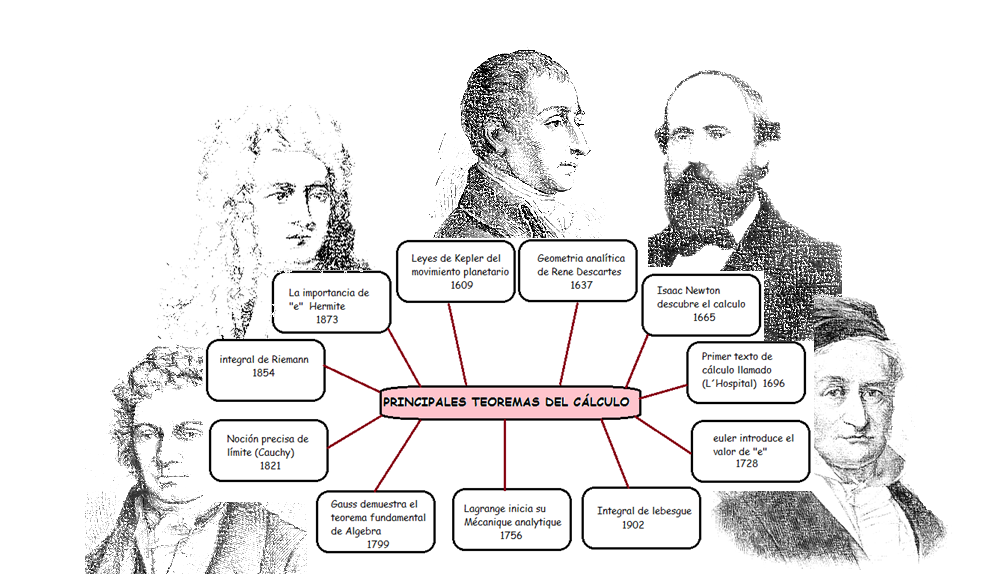 Leyes de Kepler del
movimiento planetario
1609
Geometria analítica
de Rene Descartes
1637
La importancia de
"e" Hermite
1873
Isaac Newton
descubre el calculo
1665
integral de Riemann
1854
Primer texto de
cálculo llamado
(L´Hospital) 1696
PRINCIPALES TEOREMAS DEL CÁLCULO
Noción precisa de
límite (Cauchy)
1821
euler introduce el
valor de "e"
1728
Gauss demuestra el
teorema fundamental
de Algebra
1799
Lagrange inicia su
Mécanique analytique
1756
Integral de lebesgue
1902